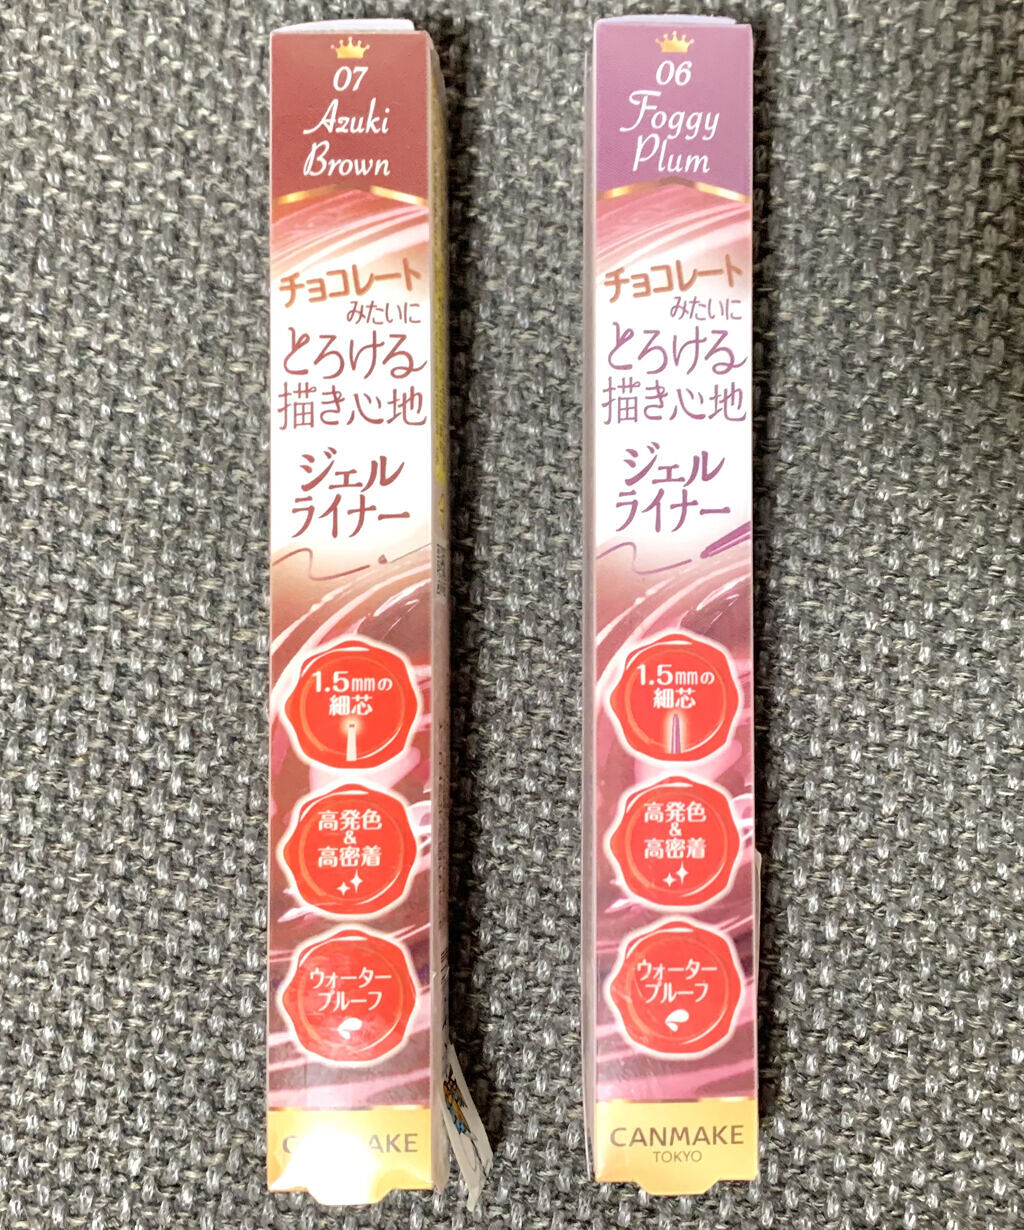 07
Azuki
Brown
チョコレート
みたいに
とろける
描き心地
ジェル
ライナー
1.5mmの
細芯
高発色
&
高密着
ウォーター
プルーフ
CANMAKE
06
Foggy
Plum
チョコレート
みたいに
とろける
描き心地
ジェル
ライナー
1.5mmの
細芯
高発色
&
高密着
ウォーター
プルーフ
CANMAKE
TOKYO